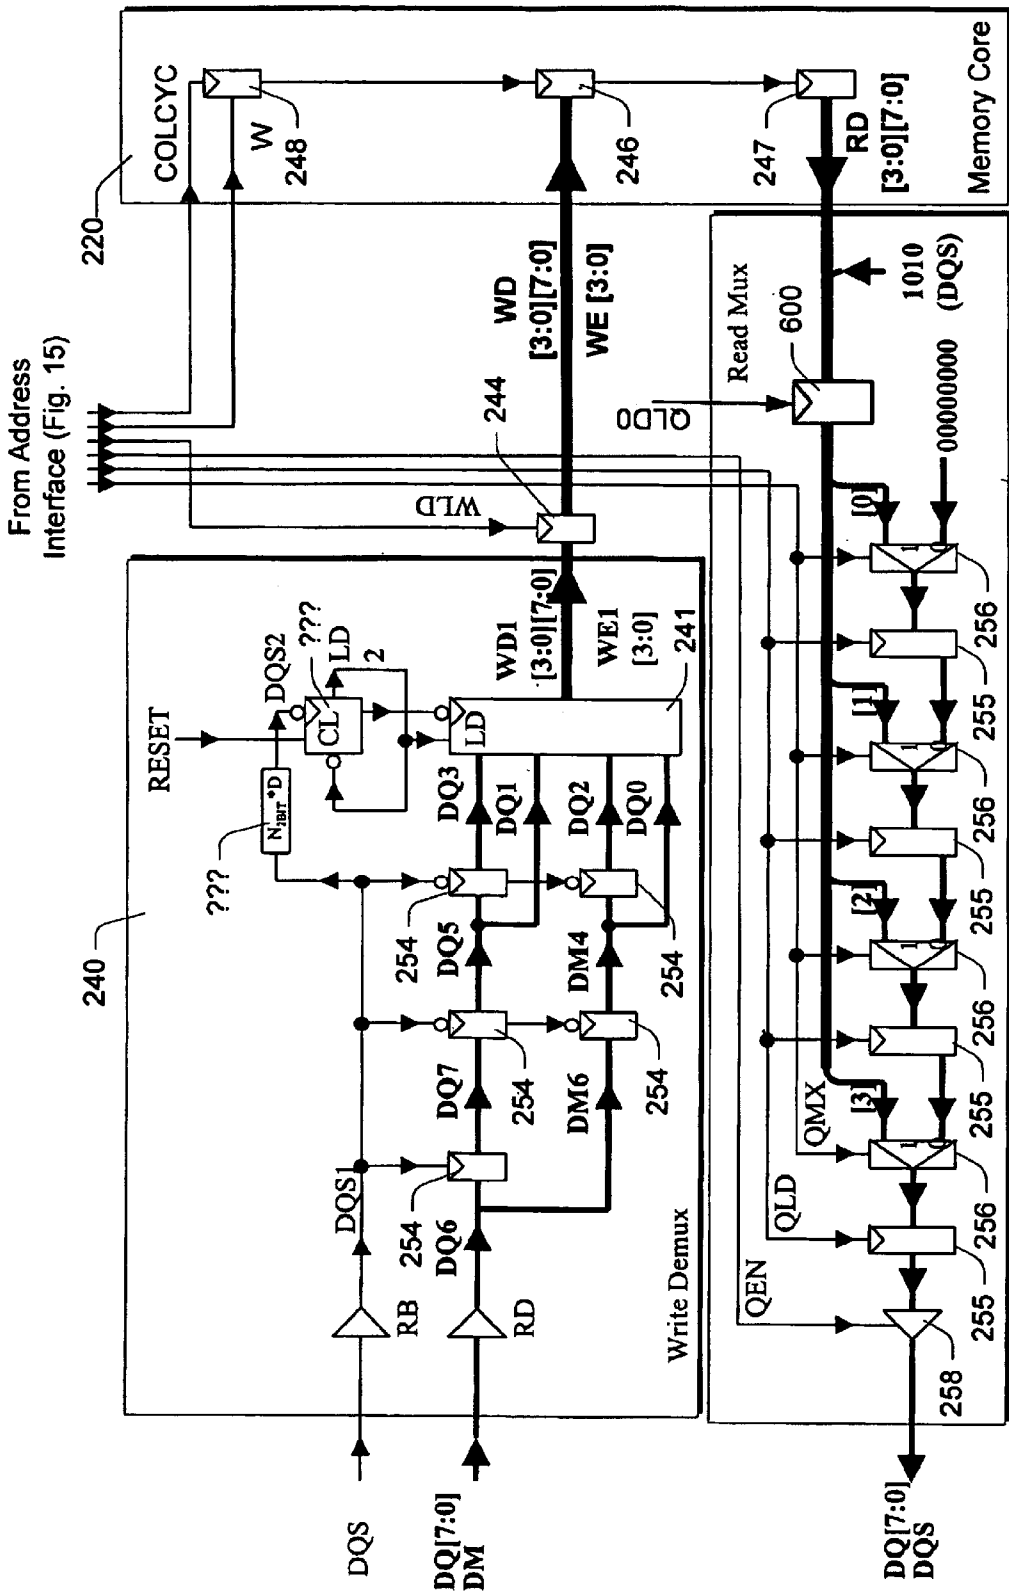 From Address
Interface (Fig. 15)
220
COLCYC
W
248
246
247
RD
[3:0][7:0]
Memory Core
WD
[3:0][7:0]
WE [3:0]
244
WLD
240
RESET
???
N2BIT*D
DQS2
???
CL
LD
2
LD
WD1
[3:0][7:0]
WE1
[3:0]
241
DQ3
DQ1
DQ2
DQ0
254
DQ5
DM4
254
254
DQ7
DM6
254
DQS1
254
DQ6
RB
RD
Write Demux
DQS
DQ[7:0]
DM
Read Mux
QLD0
600
1010
(DQS)
00000000
[0]
1
0
256
255
[1]
1
0
256
255
[2]
1
0
256
255
[3]
1
0
256
255
QMX
QLD
QEN
258
DQ[7:0]
DQS